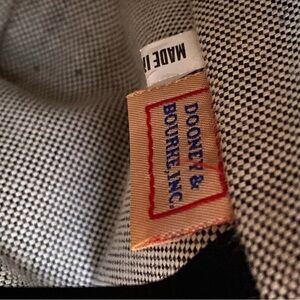 MADE I
DOONEY &
BOURKE, INC.